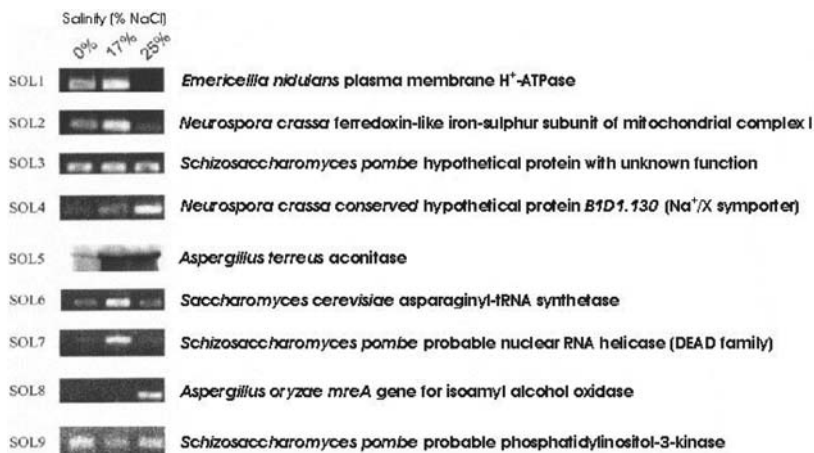 Salinity (% NaCl)
0% 17% 25%
SOL1 Emericella nidulans plasma membrane H⁺-ATPase
SOL2 Neurospora crassa ferredoxin-like iron-sulphur subunit of mitochondrial complex I
SOL3 Schizosaccharomyces pombe hypothetical protein with unknown function
SOL4 Neurospora crassa conserved hypothetical protein B1D1.130 (Na⁺/X symporter)
SOL5 Aspergillus terreus aconitase
SOL6 Saccharomyces cerevisiae asparaginyl-tRNA synthetase
SOL7 Schizosaccharomyces pombe probable nuclear RNA helicase (DEAD family)
SOL8 Aspergillus oryzae mreA gene for isoamyl alcohol oxidase
SOL9 Schizosaccharomyces pombe probable phosphatidylinositol-3-kinase